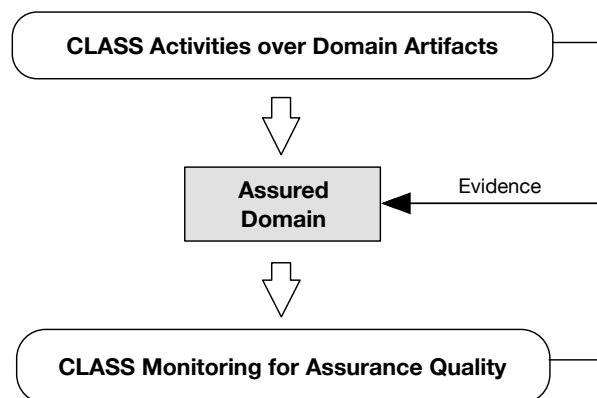 CLASS Activities over Domain Artifacts
Assured
Domain
Evidence
CLASS Monitoring for Assurance Quality